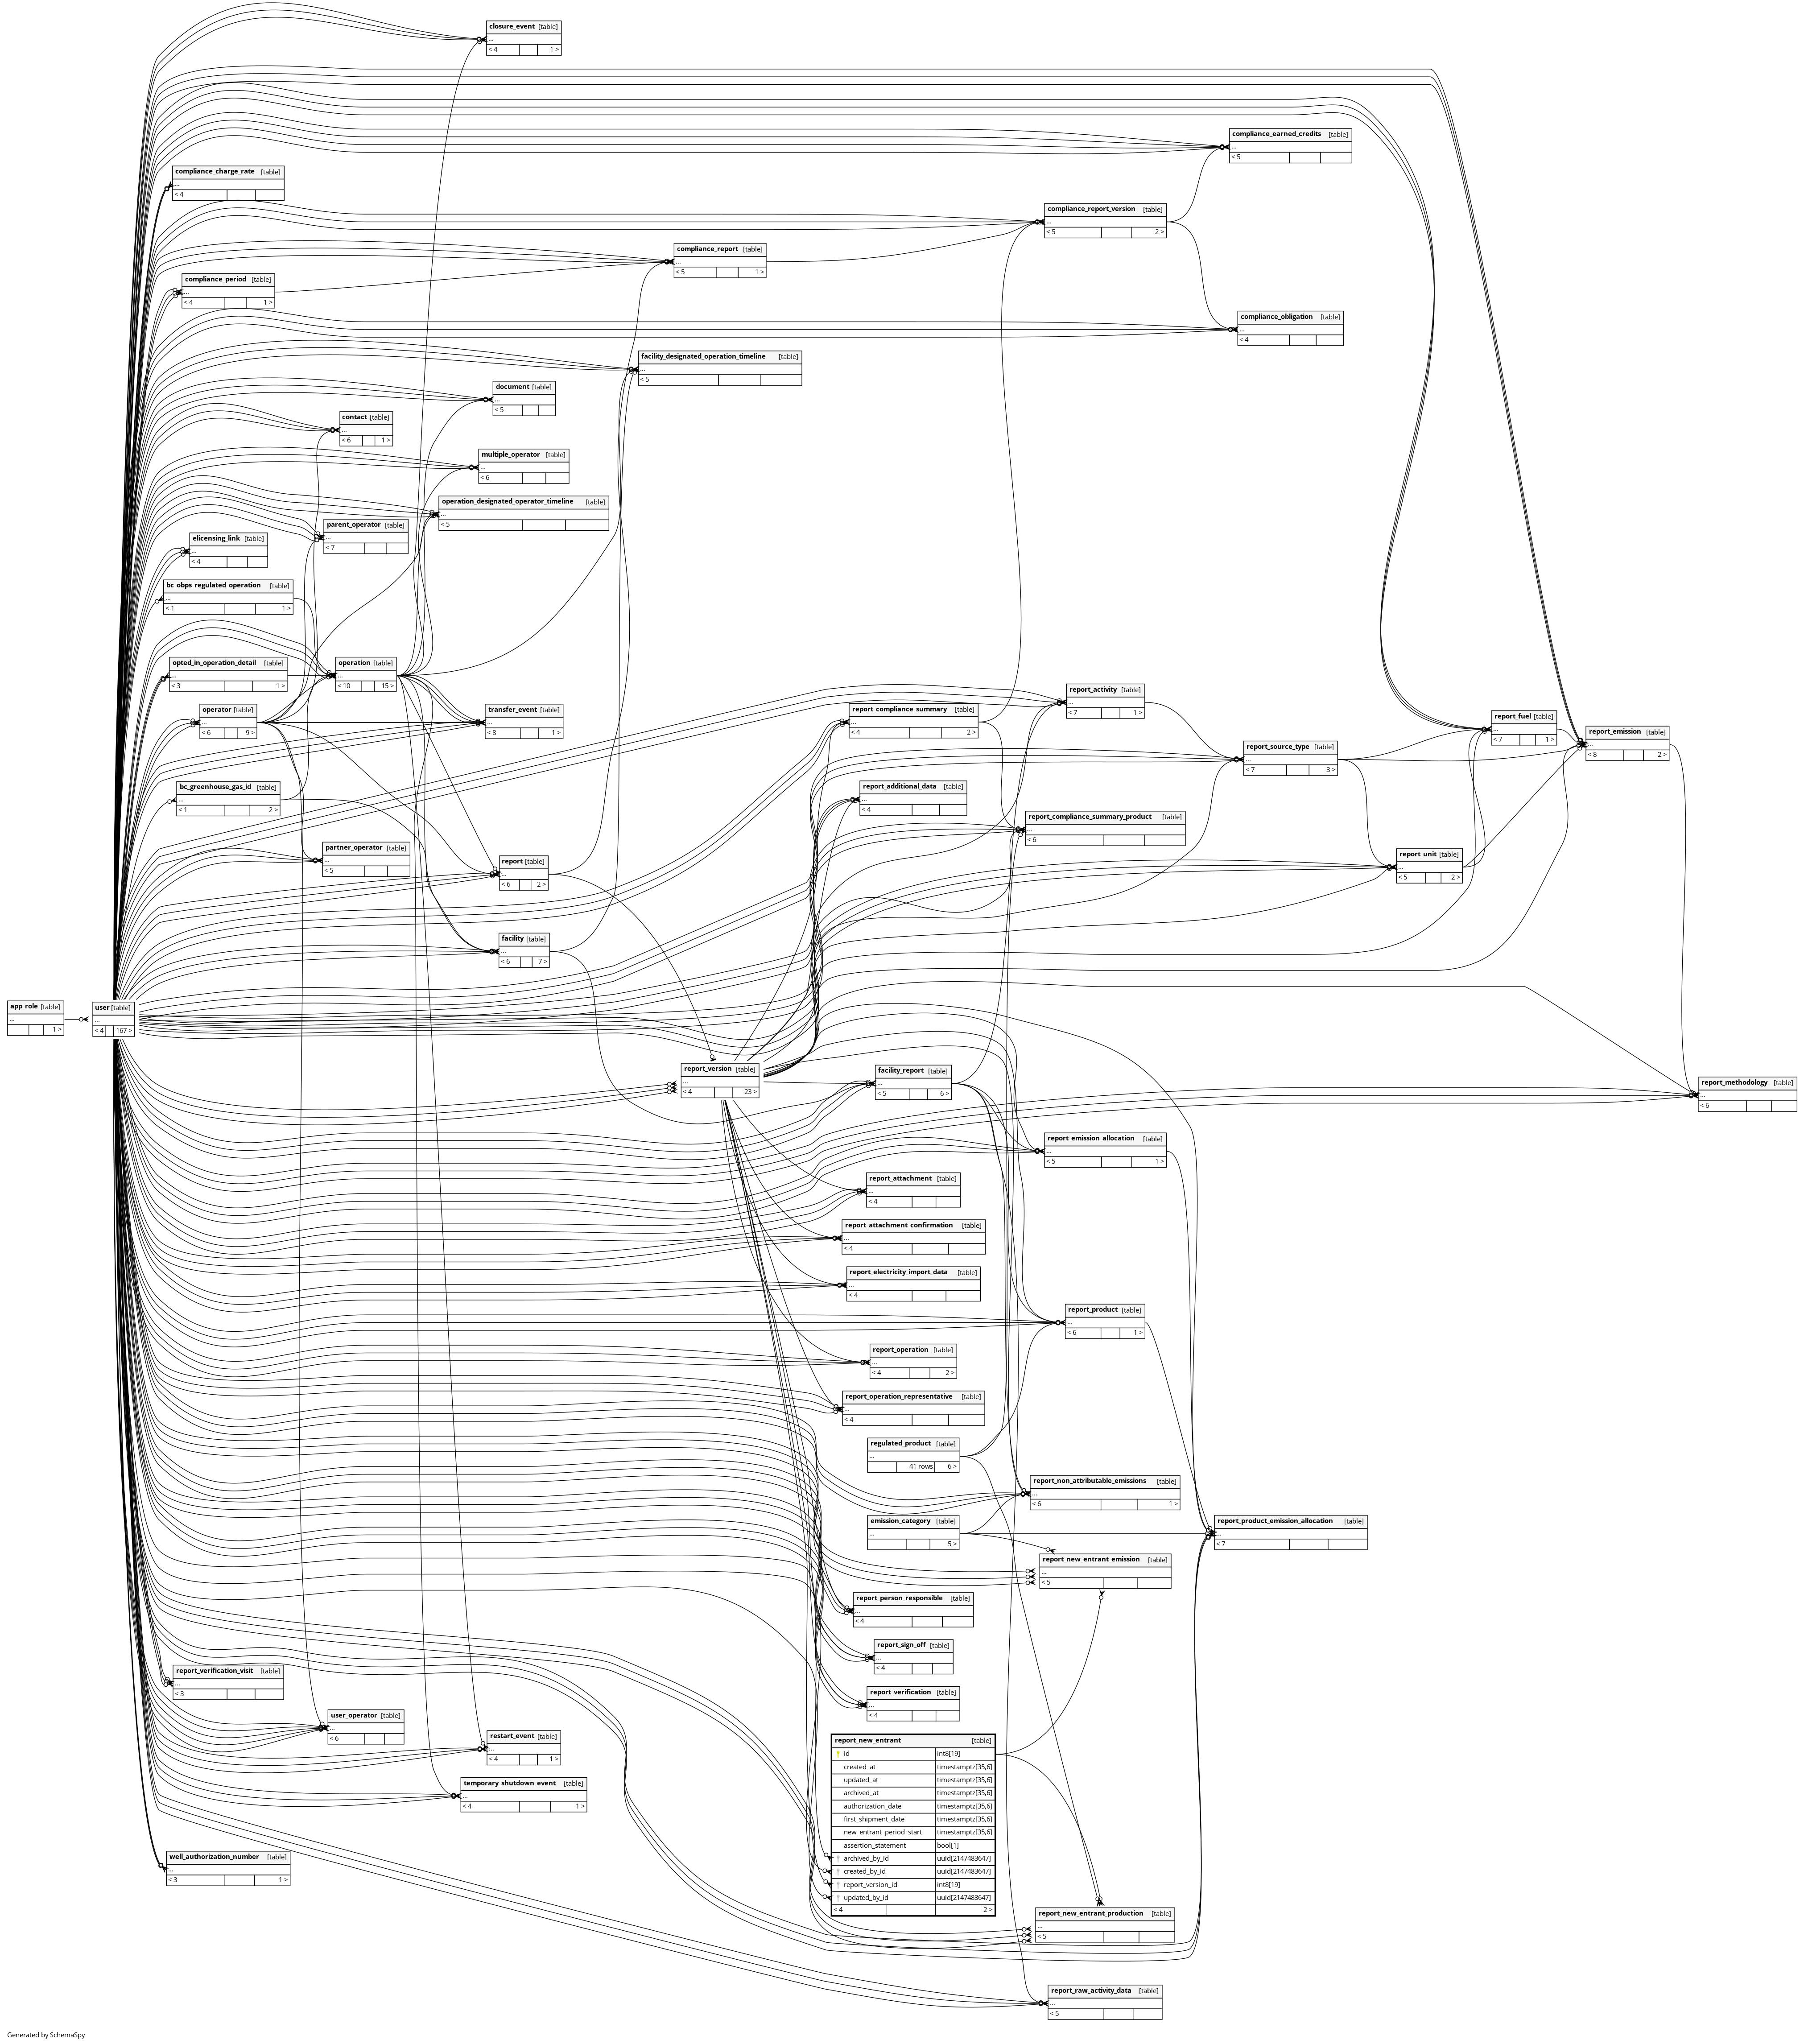 closure_event [table]
...
< 4 1 >
compliance_earned_credits [table]
...
< 5
compliance_charge_rate [table]
...
< 4
compliance_report_version [table]
...
< 5 2 >
compliance_report [table]
...
< 5 1 >
compliance_period [table]
...
< 4 1 >
compliance_obligation [table]
...
< 4
facility_designated_operation_timeline [table]
...
< 5
document [table]
...
< 5
contact [table]
...
< 6 1 >
multiple_operator [table]
...
< 6
operation_designated_operator_timeline [table]
...
< 5
parent_operator [table]
...
< 7
elicensing_link [table]
...
< 4
bc_obps_regulated_operation [table]
...
< 1 1 >
opted_in_operation_detail [table]
...
< 3 1 >
operation [table]
...
< 10 15 >
operator [table]
...
< 6 9 >
transfer_event [table]
...
< 8 1 >
report_compliance_summary [table]
...
< 4 2 >
report_activity [table]
...
< 7 1 >
report_fuel [table]
...
< 7 1 >
report_emission [table]
...
< 8 2 >
report_source_type [table]
...
< 7 3 >
bc_greenhouse_gas_id [table]
...
< 1 2 >
report_additional_data [table]
...
< 4
report_compliance_summary_product [table]
...
< 6
partner_operator [table]
...
< 5
report [table]
...
< 6 2 >
report_unit [table]
...
< 5 2 >
facility [table]
...
< 6 7 >
app_role [table]
...
1 >
user [table]
...
< 4 167 >
report_version [table]
...
< 4 23 >
facility_report [table]
...
< 5 6 >
report_methodology [table]
...
< 6
report_emission_allocation [table]
...
< 5 1 >
report_attachment [table]
...
< 4
report_attachment_confirmation [table]
...
< 4
report_electricity_import_data [table]
...
< 4
report_product [table]
...
< 6 1 >
report_operation [table]
...
< 4 2 >
report_operation_representative [table]
...
< 4
regulated_product [table]
...
41 rows 6 >
report_non_attributable_emissions [table]
...
< 6 1 >
emission_category [table]
...
5 >
report_product_emission_allocation [table]
...
< 7
report_new_entrant_emission [table]
...
< 5
report_person_responsible [table]
...
< 4
report_sign_off [table]
...
< 4
report_verification_visit [table]
...
< 3
report_verification [table]
...
< 4
user_operator [table]
...
< 6
restart_event [table]
...
< 4 1 >
report_new_entrant [table]
id int8[19]
created_at timestamptz[35,6]
updated_at timestamptz[35,6]
archived_at timestamptz[35,6]
authorization_date timestamptz[35,6]
first_shipment_date timestamptz[35,6]
new_entrant_period_start timestamptz[35,6]
assertion_statement bool[1]
archived_by_id uuid[2147483647]
created_by_id uuid[2147483647]
report_version_id int8[19]
updated_by_id uuid[2147483647]
< 4 2 >
temporary_shutdown_event [table]
...
< 4 1 >
well_authorization_number [table]
...
< 3 1 >
report_new_entrant_production [table]
...
< 5
report_raw_activity_data [table]
...
< 5
Generated by SchemaSpy